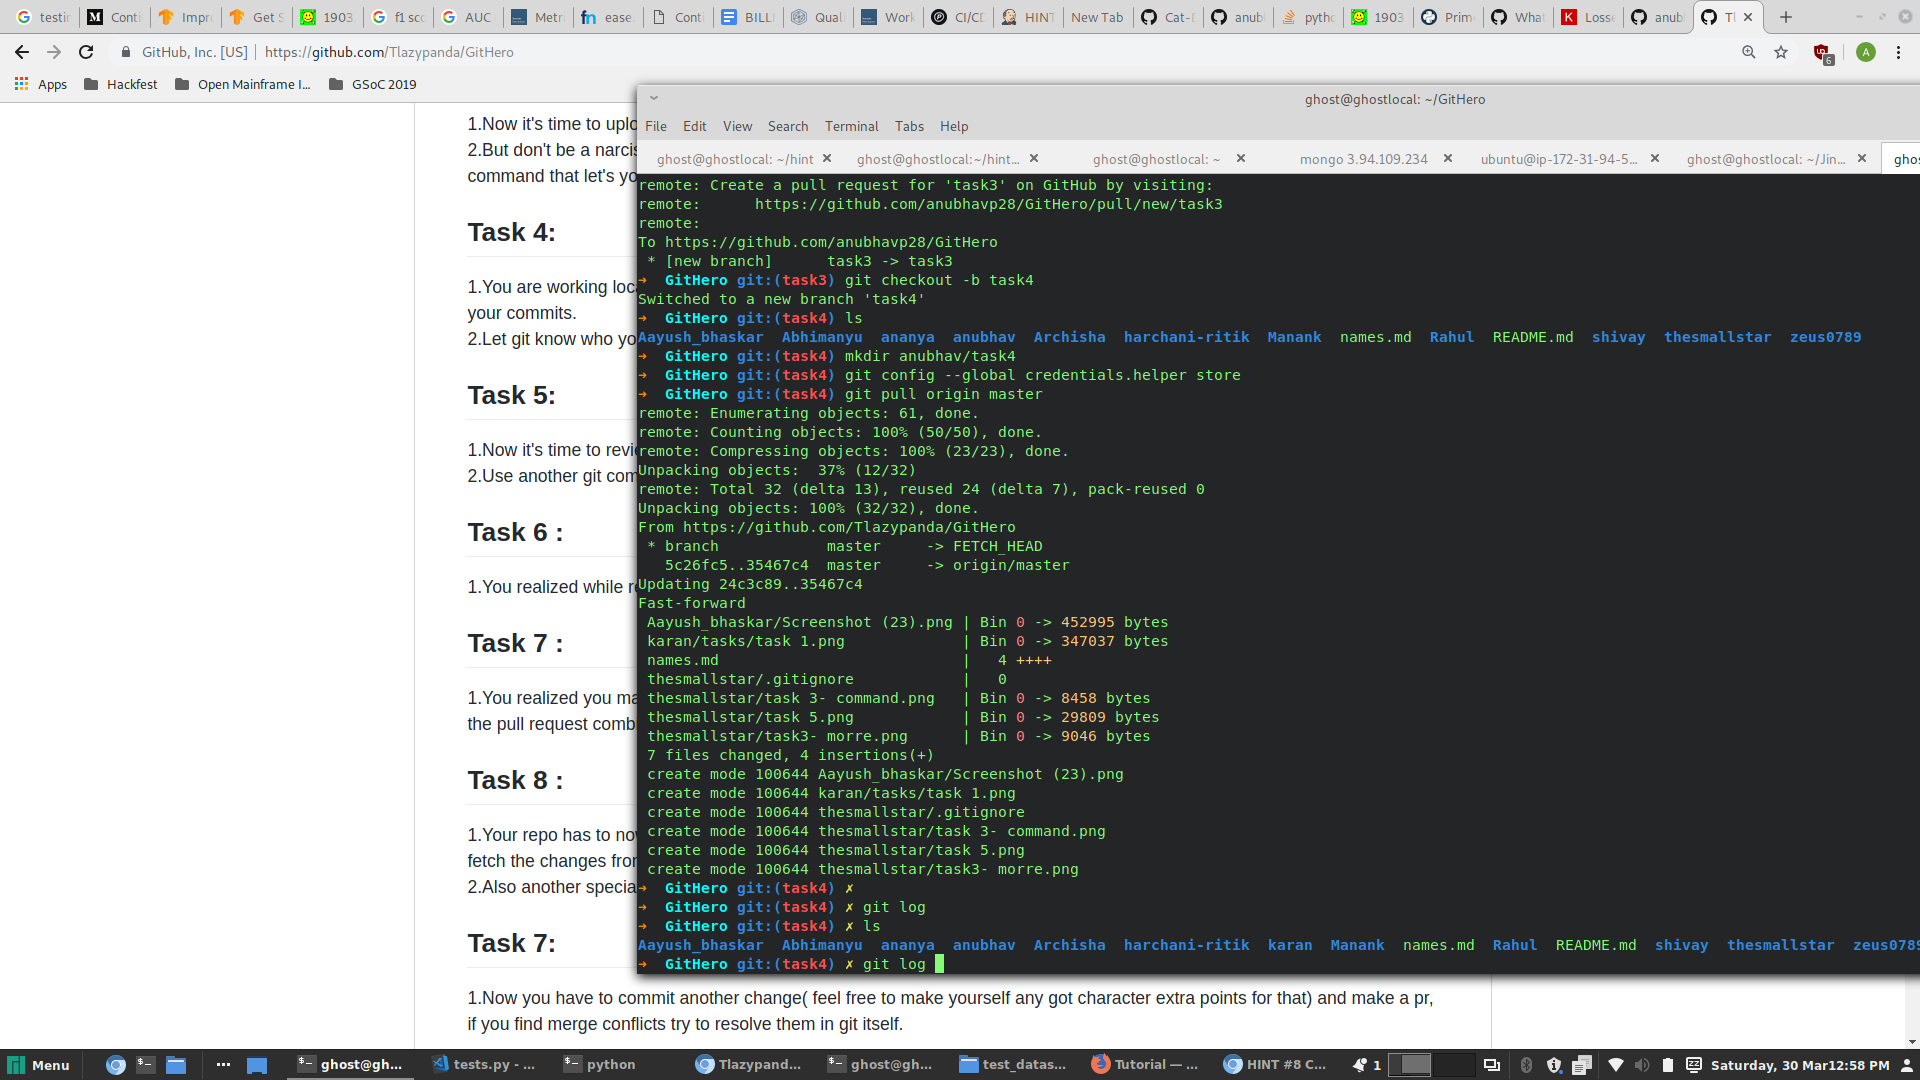 testin
Conti
Impro
Get S
1903
f1 sco
AUC
Metr
ease.
Conti
BILL
Quali
Work
CI/CD
HINT
New Tab
Cat-D
anub
pytho
1903
Prim
What
Losse
anub
Tl
GitHub, Inc. [US] | https://github.com/Tlazypanda/GitHero
6
A
Apps
Hackfest
Open Mainframe I...
GSoC 2019
1.Now it's time to uplo
2.But don't be a narcis
command that let's yo
Task 4:
1.You are working loca
your commits.
2.Let git know who yo
Task 5:
1.Now it's time to revie
2.Use another git com
Task 6 :
1.You realized while re
Task 7 :
1.You realized you ma
the pull request comb
Task 8 :
1.Your repo has to nov
fetch the changes from
2.Also another specia
Task 7:
1.Now you have to commit another change( feel free to make yourself any got character extra points for that) and make a pr,
if you find merge conflicts try to resolve them in git itself.
ghost@ghostlocal: ~/GitHero
File Edit View Search Terminal Tabs Help
ghost@ghostlocal: ~/hint
ghost@ghostlocal:~/hint...
ghost@ghostlocal: ~
mongo 3.94.109.234
ubuntu@ip-172-31-94-5...
ghost@ghostlocal: ~/Jin...
ghos
remote: Create a pull request for 'task3' on GitHub by visiting:
remote:      https://github.com/anubhavp28/GitHero/pull/new/task3
remote:
To https://github.com/anubhavp28/GitHero
 * [new branch]      task3 -> task3
➜  GitHero git:(task3) git checkout -b task4
Switched to a new branch 'task4'
➜  GitHero git:(task4) ls
Aayush_bhaskar  Abhimanyu  ananya  anubhav  Archisha  harchani-ritik  Manank  names.md  Rahul  README.md  shivay  thesmallstar  zeus0789
➜  GitHero git:(task4) mkdir anubhav/task4
➜  GitHero git:(task4) git config --global credentials.helper store
➜  GitHero git:(task4) git pull origin master
remote: Enumerating objects: 61, done.
remote: Counting objects: 100% (50/50), done.
remote: Compressing objects: 100% (23/23), done.
Unpacking objects:  37% (12/32)
remote: Total 32 (delta 13), reused 24 (delta 7), pack-reused 0
Unpacking objects: 100% (32/32), done.
From https://github.com/Tlazypanda/GitHero
 * branch            master     -> FETCH_HEAD
   5c26fc5..35467c4  master     -> origin/master
Updating 24c3c89..35467c4
Fast-forward
 Aayush_bhaskar/Screenshot (23).png | Bin 0 -> 452995 bytes
 karan/tasks/task 1.png             | Bin 0 -> 347037 bytes
 names.md                           |   4 ++++
 thesmallstar/.gitignore            |   0
 thesmallstar/task 3- command.png   | Bin 0 -> 8458 bytes
 thesmallstar/task 5.png            | Bin 0 -> 29809 bytes
 thesmallstar/task3- morre.png      | Bin 0 -> 9046 bytes
 7 files changed, 4 insertions(+)
 create mode 100644 Aayush_bhaskar/Screenshot (23).png
 create mode 100644 karan/tasks/task 1.png
 create mode 100644 thesmallstar/.gitignore
 create mode 100644 thesmallstar/task 3- command.png
 create mode 100644 thesmallstar/task 5.png
 create mode 100644 thesmallstar/task3- morre.png
➜  GitHero git:(task4) ✗
➜  GitHero git:(task4) ✗ git log
➜  GitHero git:(task4) ✗ ls
Aayush_bhaskar  Abhimanyu  ananya  anubhav  Archisha  harchani-ritik  karan  Manank  names.md  Rahul  README.md  shivay  thesmallstar  zeus0789
➜  GitHero git:(task4) ✗ git log
Menu
ghost@gh...
tests.py - ...
python
Tlazypand...
ghost@gh...
test_datas...
Tutorial — ...
HINT #8 C...
1
Saturday, 30 Mar12:58 PM